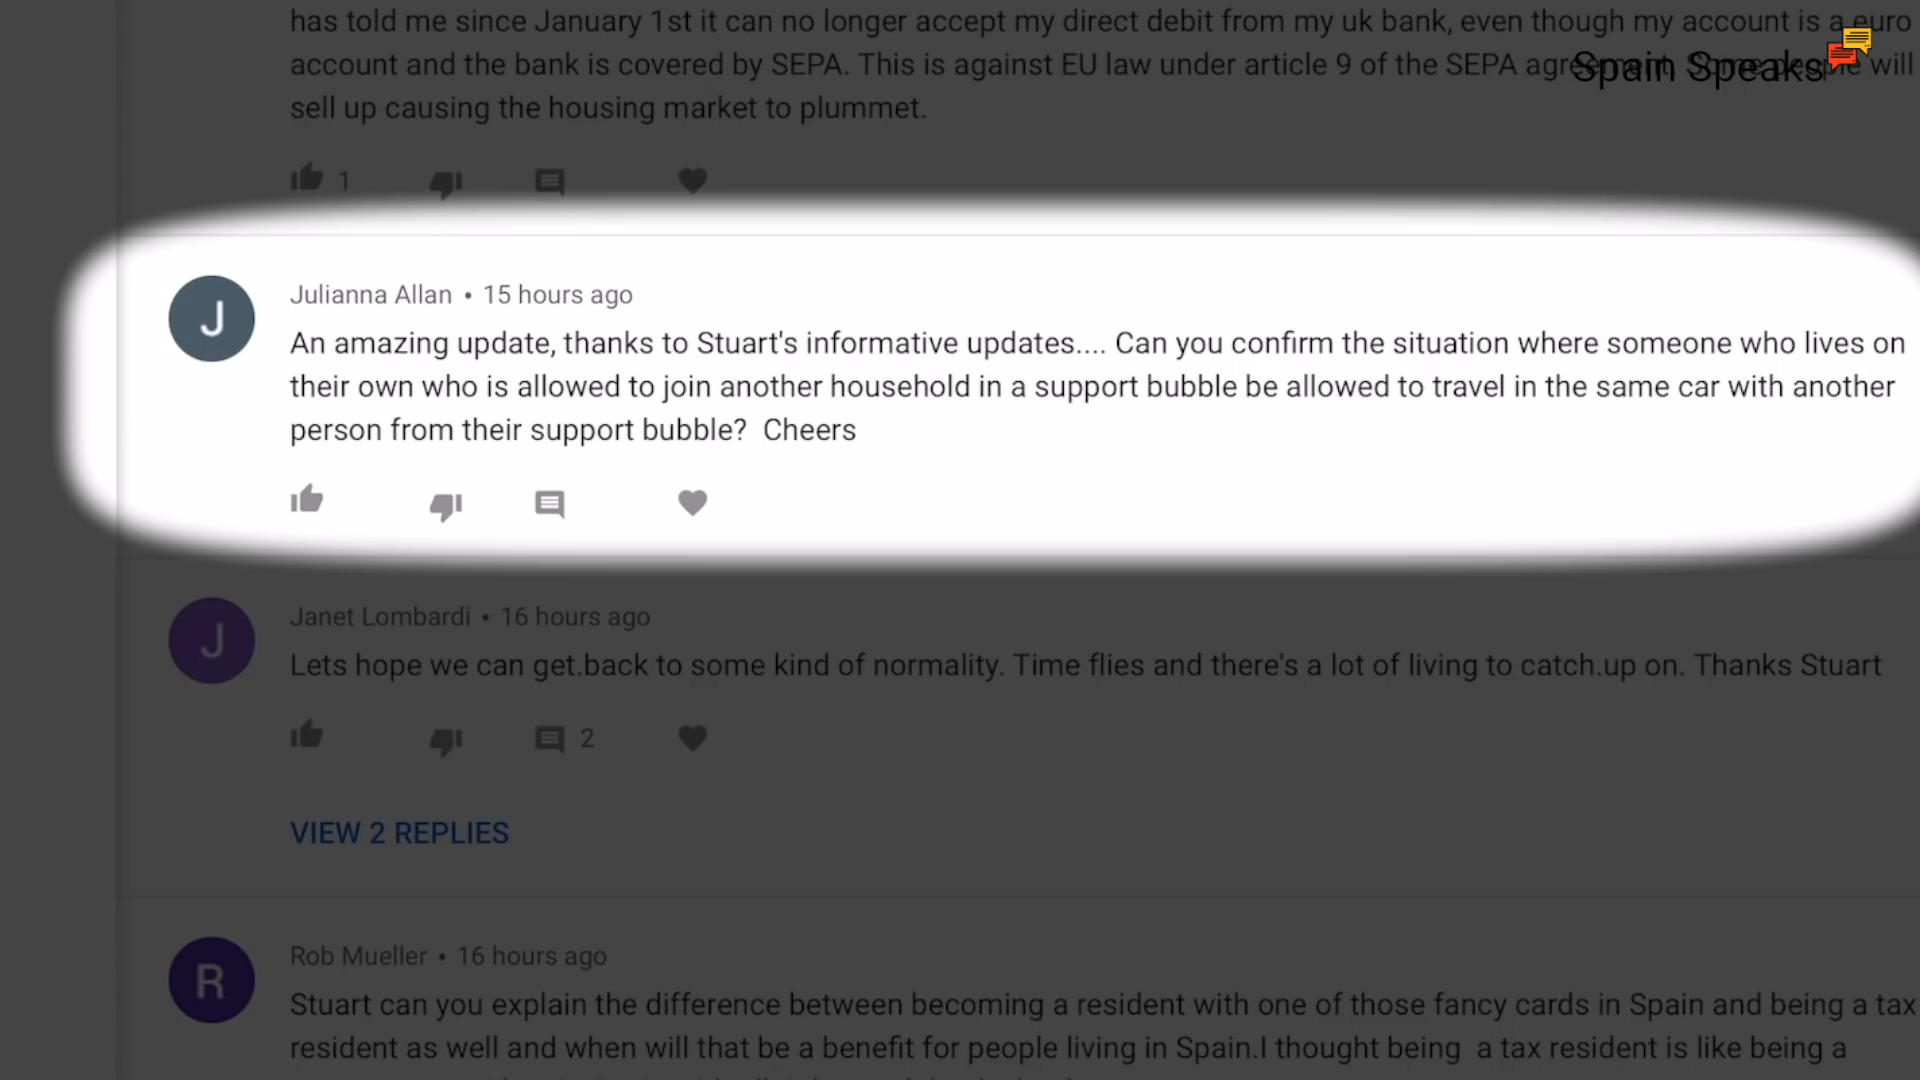 has told me since January 1st it can no longer accept my direct debit from my uk bank, even though my account is a euro
account and the bank is covered by SEPA. This is against EU law under article 9 of the SEPA agreement. Some people will
Spain Speaks
sell up causing the housing market to plummet.
1
J
Julianna Allan • 15 hours ago
An amazing update, thanks to Stuart's informative updates.... Can you confirm the situation where someone who lives on
their own who is allowed to join another household in a support bubble be allowed to travel in the same car with another
person from their support bubble?  Cheers
J
Janet Lombardi • 16 hours ago
Lets hope we can get.back to some kind of normality. Time flies and there's a lot of living to catch.up on. Thanks Stuart
2
VIEW 2 REPLIES
R
Rob Mueller • 16 hours ago
Stuart can you explain the difference between becoming a resident with one of those fancy cards in Spain and being a tax
resident as well and when will that be a benefit for people living in Spain.I thought being  a tax resident is like being a